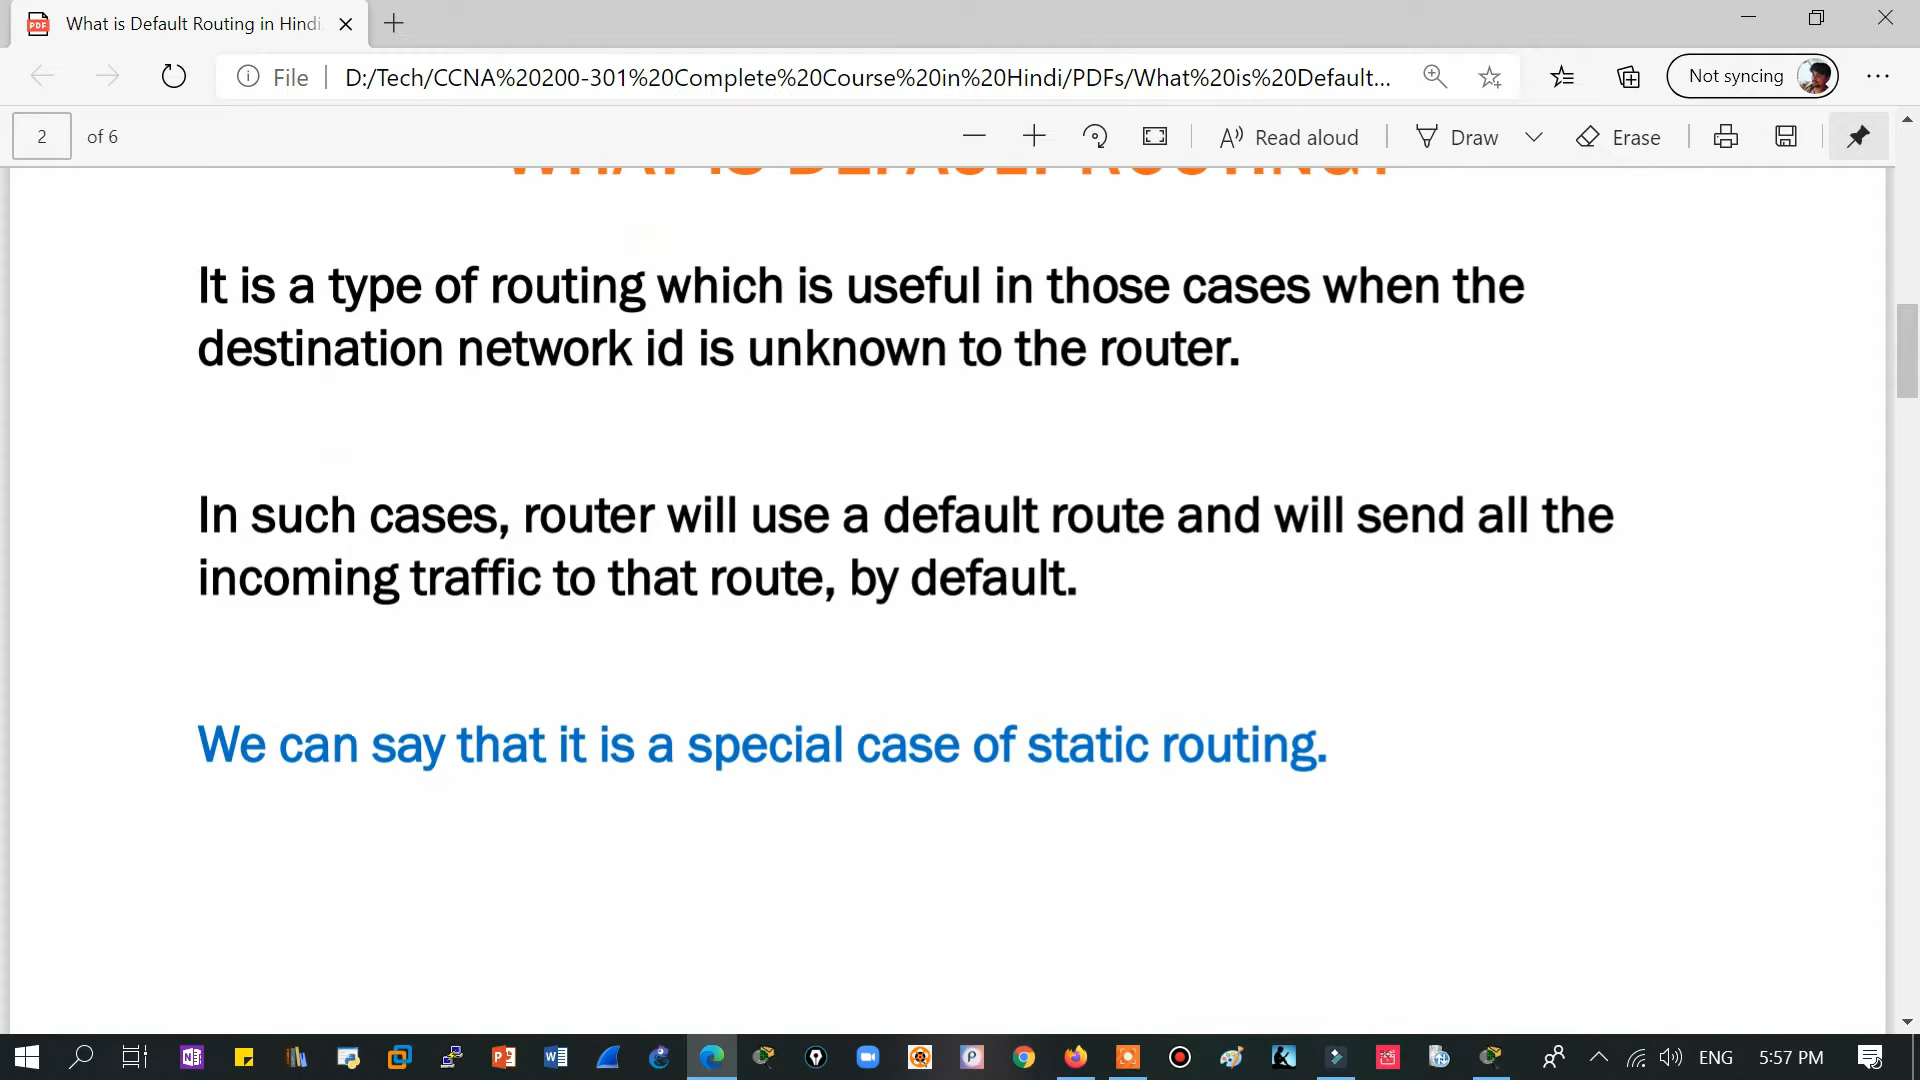 What is Default Routing in Hindi
File
D:/Tech/CCNA%20200-301%20Complete%20Course%20in%20Hindi/PDFs/What%20is%20Default...
Not syncing
2 of 6
Read aloud
Draw
Erase
WHAT IS DEFAULT ROUTING?
It is a type of routing which is useful in those cases when the
destination network id is unknown to the router.
In such cases, router will use a default route and will send all the
incoming traffic to that route, by default.
We can say that it is a special case of static routing.
ENG
5:57 PM